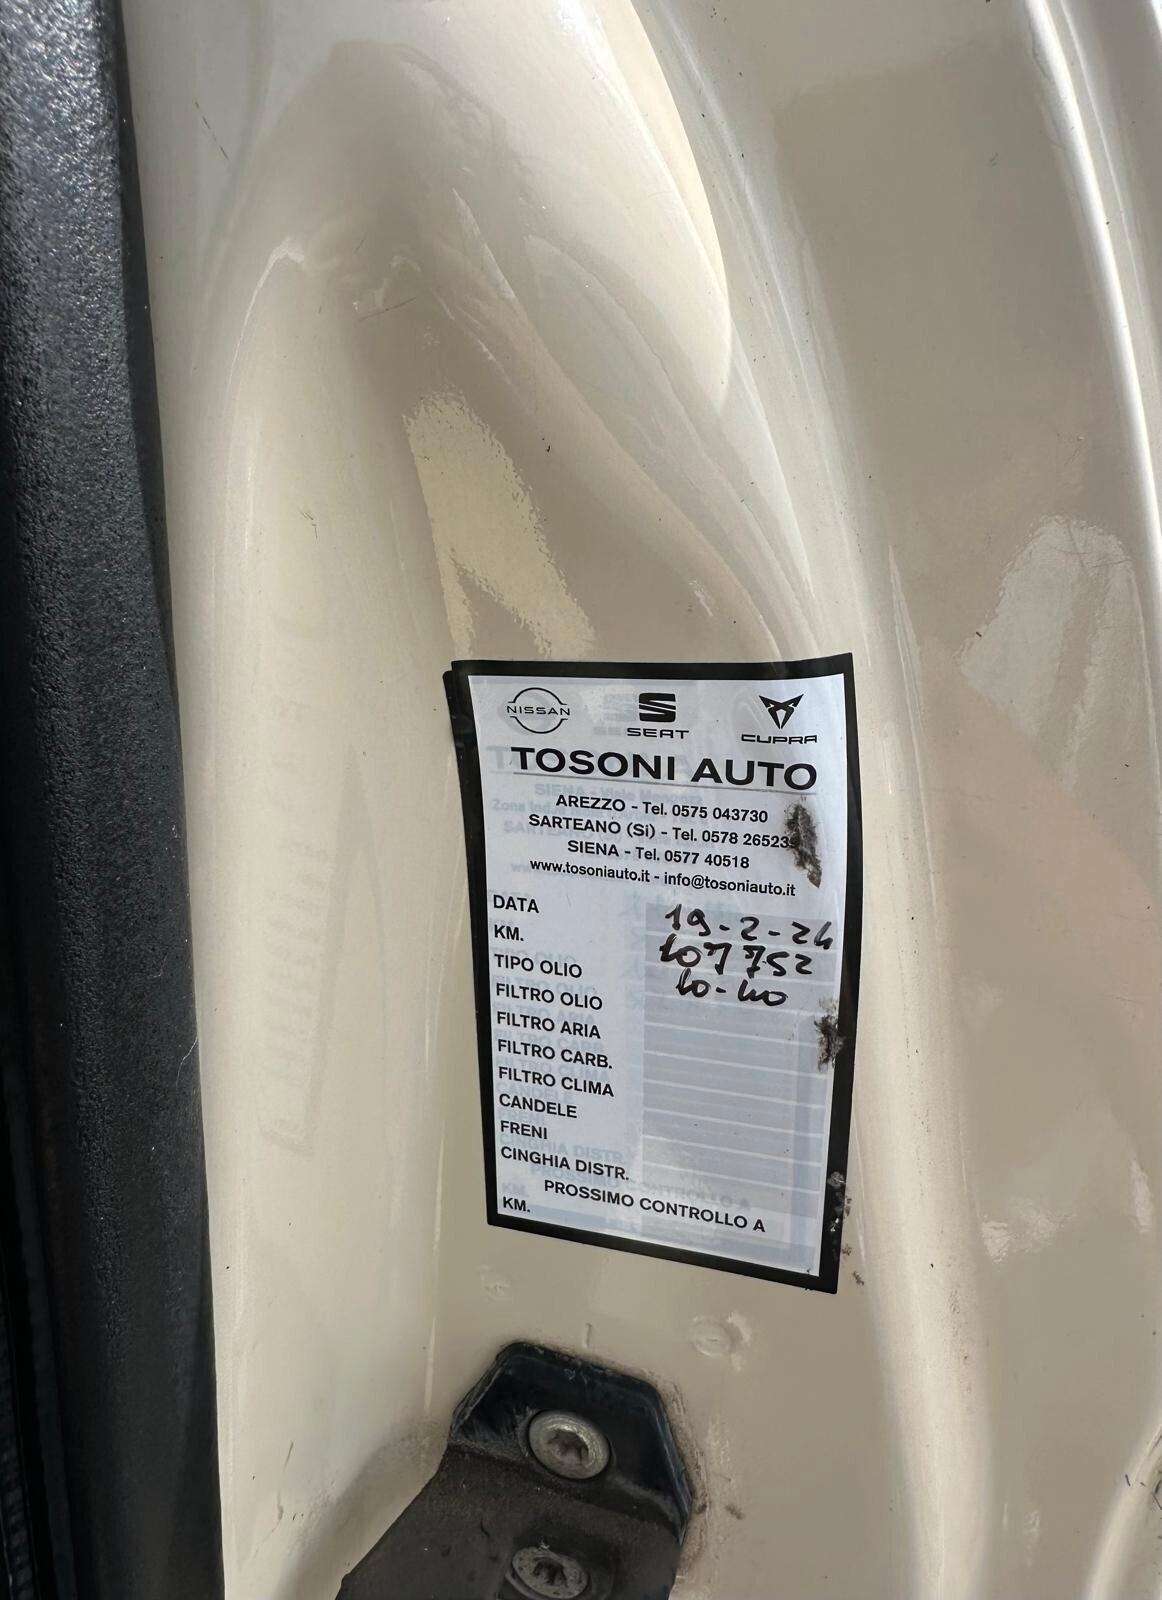 NISSAN SEAT CUPRA
TOSONI AUTO
AREZZO - Tel. 0575 043730
SARTEANO (Si) - Tel. 0578 265239
SIENA - Tel. 0577 40518
www.tosoniauto.it - info@tosoniauto.it
DATA 19-2-24
KM. 107752
TIPO OLIO 10-40
FILTRO OLIO
FILTRO ARIA
FILTRO CARB.
FILTRO CLIMA
CANDELE
FRENI
CINGHIA DISTR.
PROSSIMO CONTROLLO A
KM.